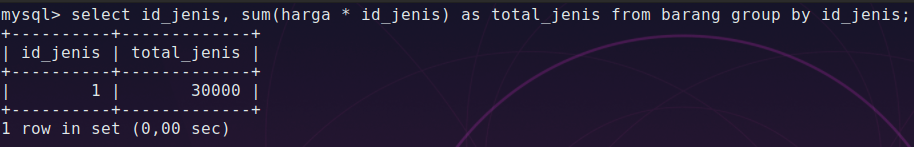 mysql> select id_jenis, sum(harga * id_jenis) as total_jenis from barang group by id_jenis;
+----------+-------------+
| id_jenis | total_jenis |
+----------+-------------+
|        1 |       30000 |
+----------+-------------+
1 row in set (0,00 sec)